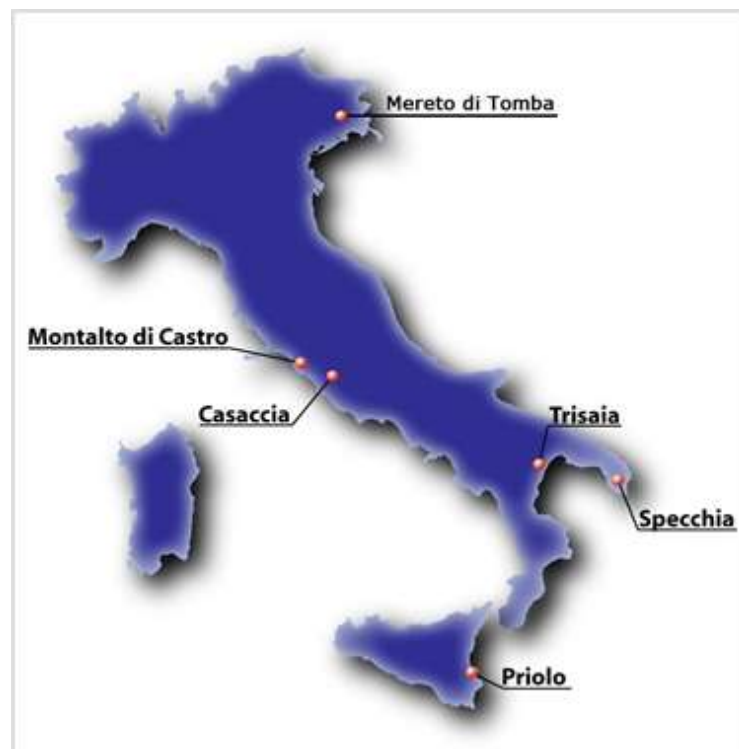 Mereto di Tomba
Montalto di Castro
Casaccia
Trisaia
Specchia
Priolo